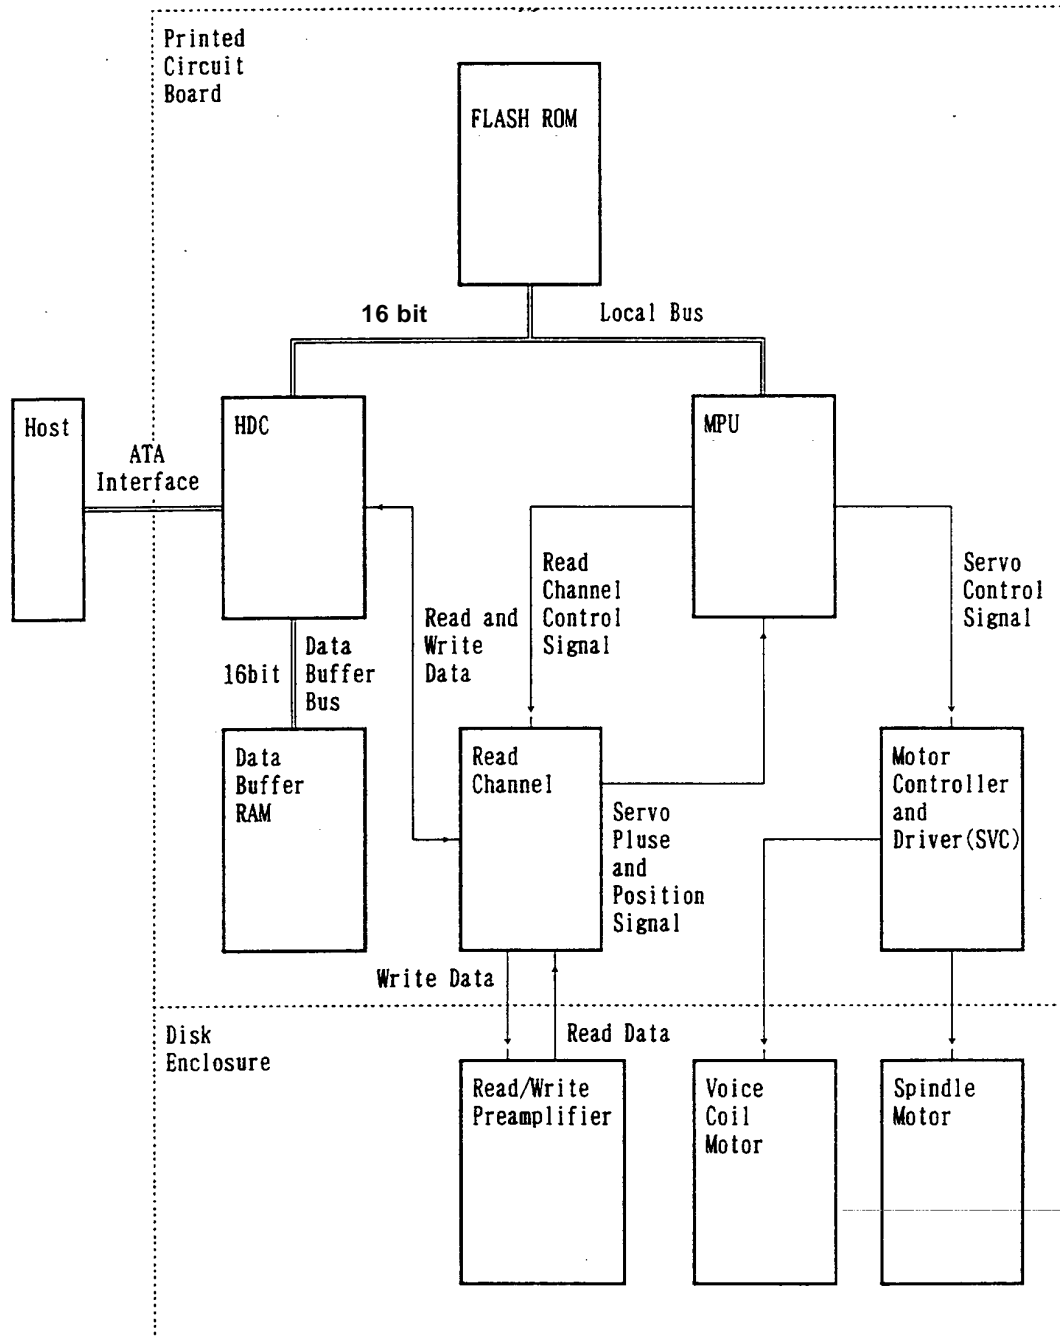 Printed
Circuit
Board
FLASH ROM
16 bit
Local Bus
Host
ATA
Interface
HDC
MPU
Read
Channel
Control
Signal
Servo
Control
Signal
Read and
Write
Data
16bit
Data
Buffer
Bus
Data
Buffer
RAM
Read
Channel
Servo
Pluse
and
Position
Signal
Motor
Controller
and
Driver(SVC)
Write Data
Read Data
Disk
Enclosure
Read/Write
Preamplifier
Voice
Coil
Motor
Spindle
Motor